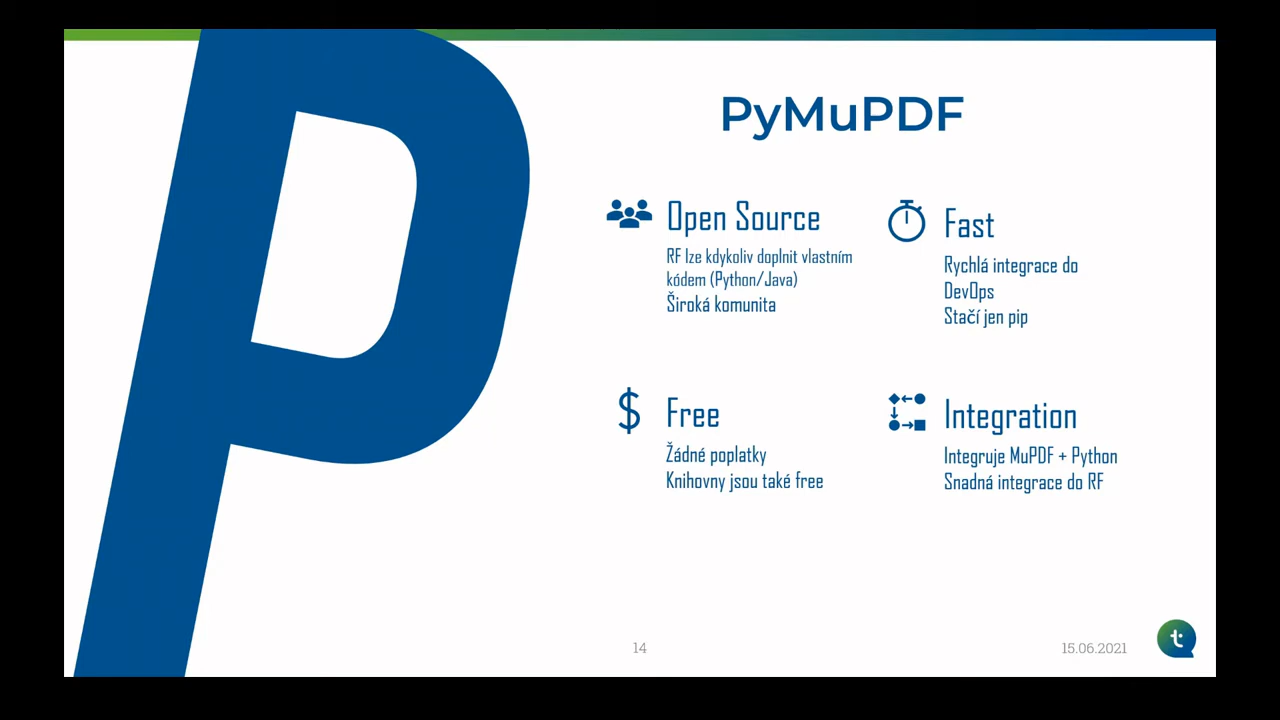 PyMuPDF
Open Source
RF lze kdykoliv doplnit vlastním
kódem (Python/Java)
Široká komunita
Fast
Rychlá integrace do
DevOps
Stačí jen pip
Free
Žádné poplatky
Knihovny jsou také free
Integration
Integruje MuPDF + Python
Snadná integrace do RF
14
15.06.2021
t